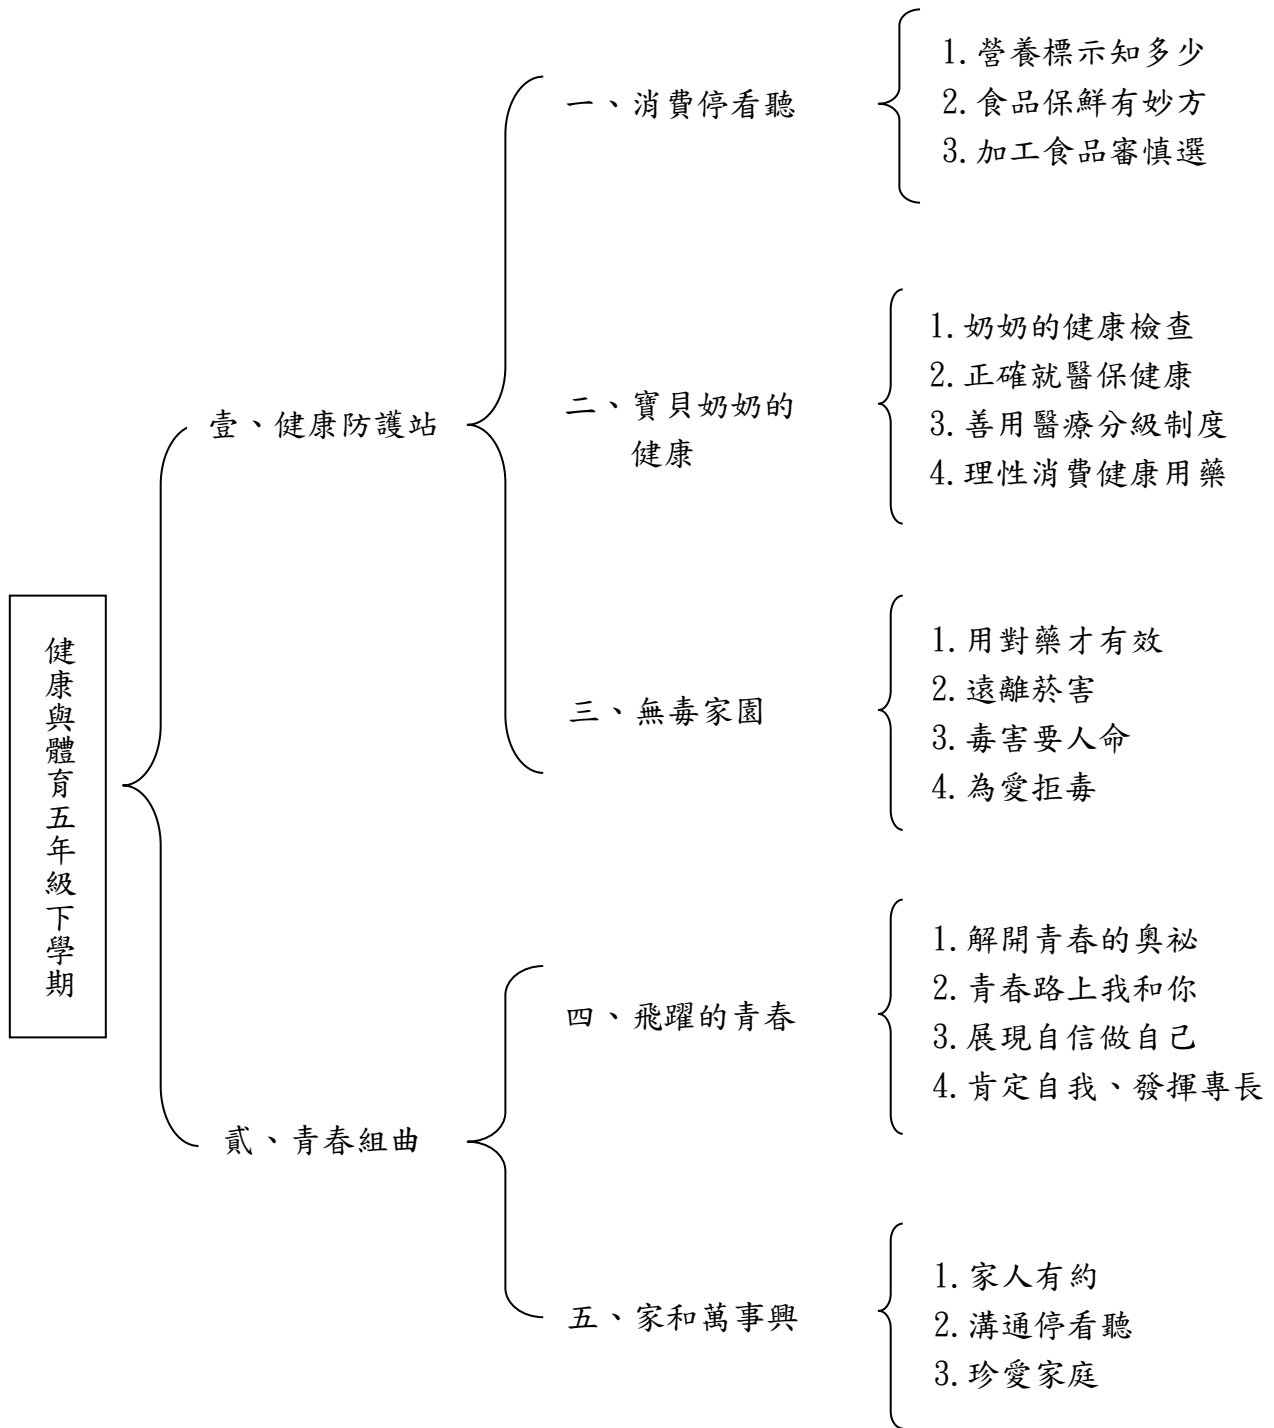 健康與體育五年級下學期
壹、健康防護站
一、消費停看聽
1.營養標示知多少
2.食品保鮮有妙方
3.加工食品審慎選
二、寶貝奶奶的
健康
1.奶奶的健康檢查
2.正確就醫保健康
3.善用醫療分級制度
4.理性消費健康用藥
三、無毒家園
1.用對藥才有效
2.遠離菸害
3.毒害要人命
4.為愛拒毒
貳、青春組曲
四、飛躍的青春
1.解開青春的奧祕
2.青春路上我和你
3.展現自信做自己
4.肯定自我、發揮專長
五、家和萬事興
1.家人有約
2.溝通停看聽
3.珍愛家庭